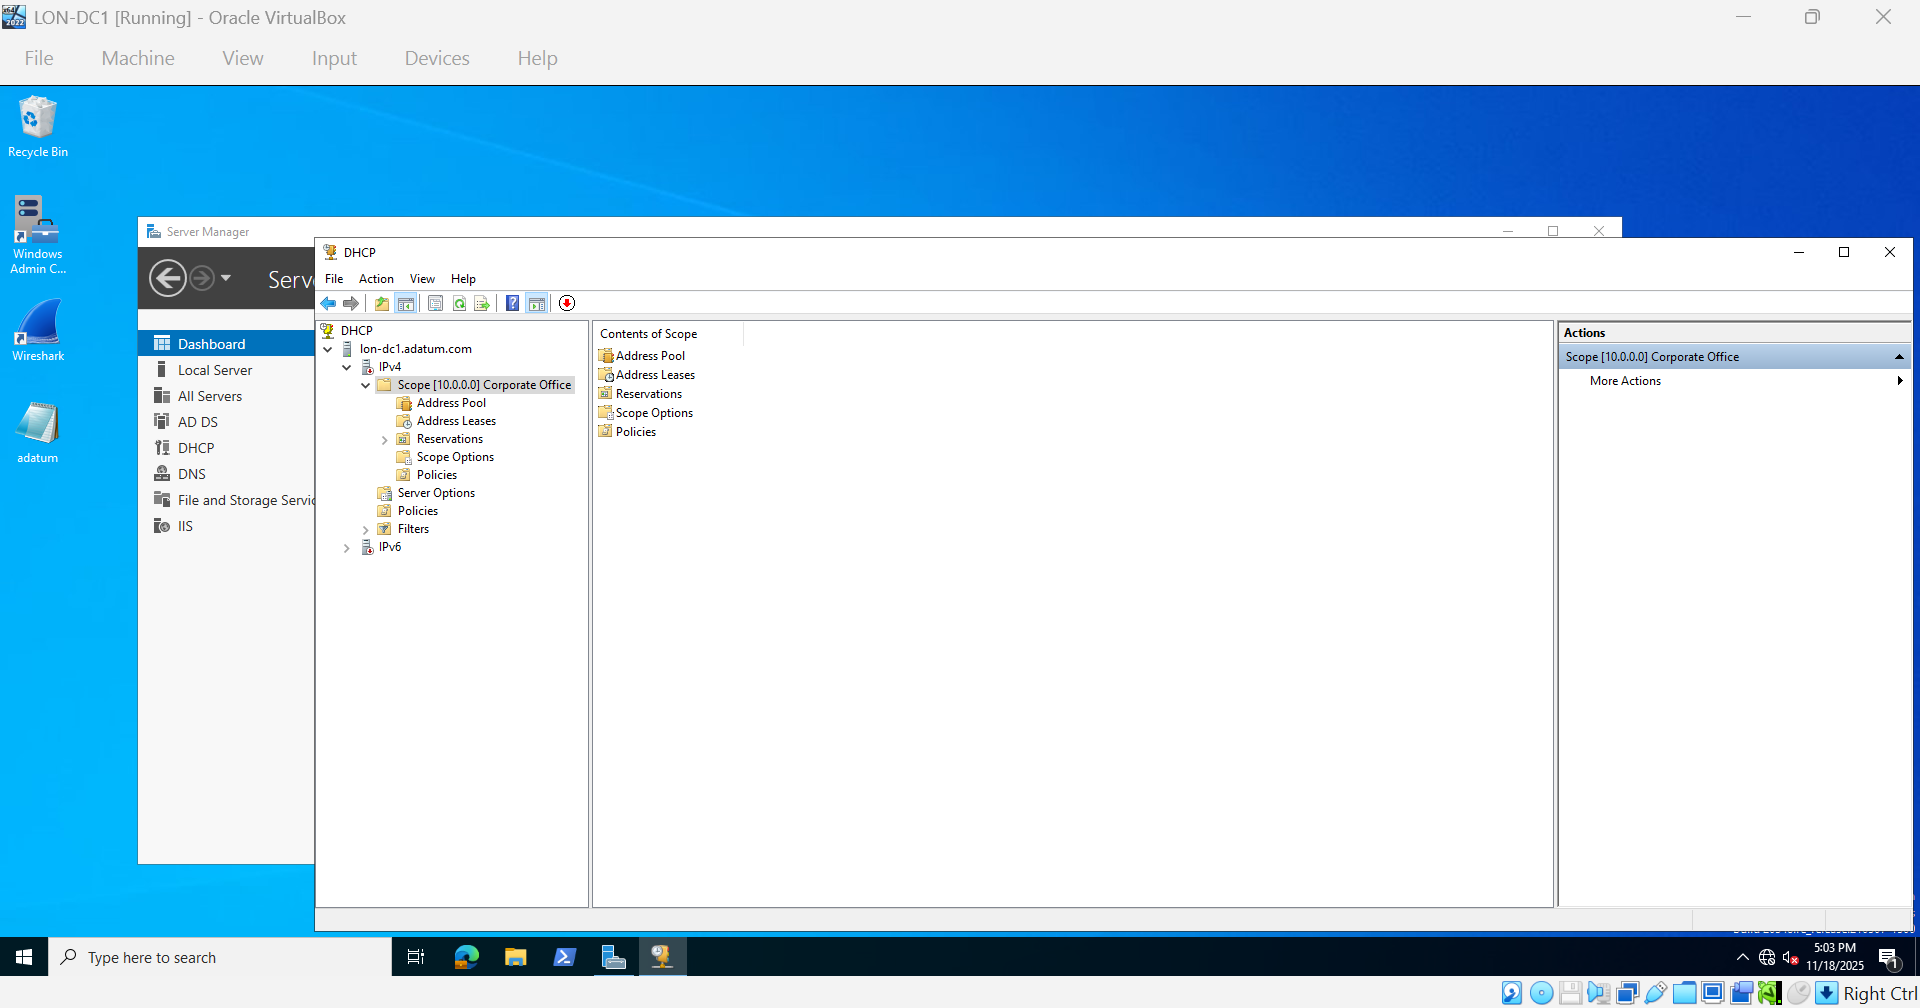 LON-DC1 [Running] - Oracle VirtualBox
File Machine View Input Devices Help
Recycle Bin
Windows
Admin C...
Wireshark
adatum
Server Manager
Serv
Dashboard
Local Server
All Servers
AD DS
DHCP
DNS
File and Storage Servic
IIS
DHCP
File Action View Help
DHCP
lon-dc1.adatum.com
IPv4
Scope [10.0.0.0] Corporate Office
Address Pool
Address Leases
Reservations
Scope Options
Policies
Server Options
Policies
Filters
IPv6
Contents of Scope
Address Pool
Address Leases
Reservations
Scope Options
Policies
Actions
Scope [10.0.0.0] Corporate Office
More Actions
Type here to search
5:03 PM
11/18/2025
1
Right Ctrl